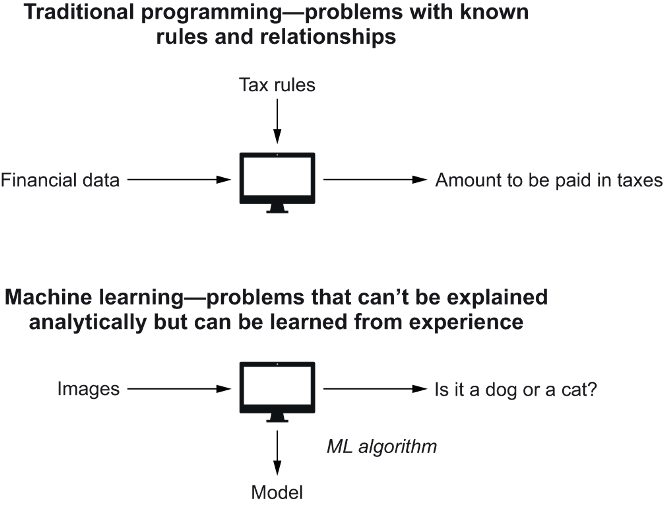 Traditional programming—problems with known
rules and relationships
Tax rules
Financial data
Amount to be paid in taxes
Machine learning—problems that can’t be explained
analytically but can be learned from experience
Images
Is it a dog or a cat?
ML algorithm
Model